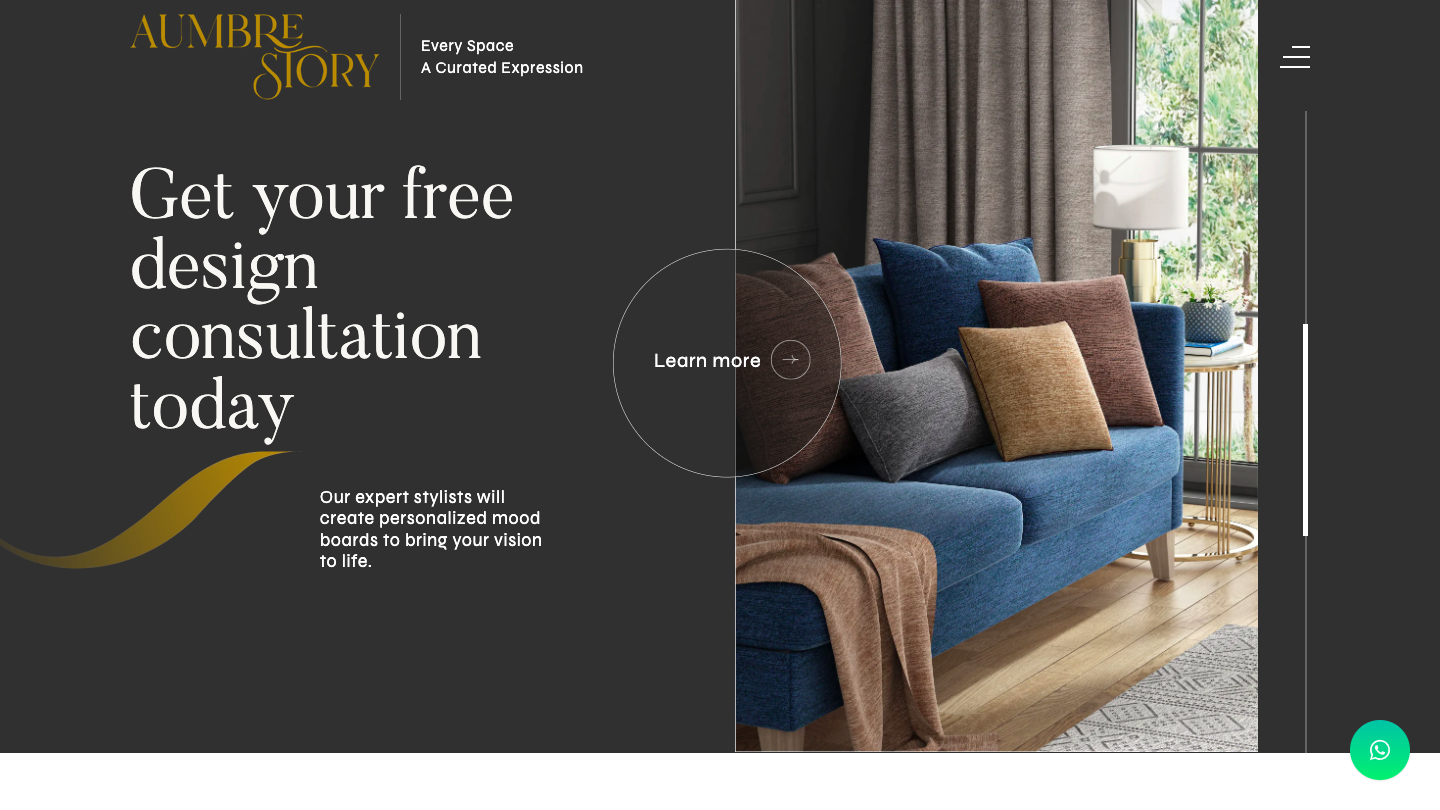 AUMBRE
STORY
Every Space
A Curated Expression
Get your free
design
consultation
today
Learn more
Our expert stylists will
create personalized mood
boards to bring your vision
to life.